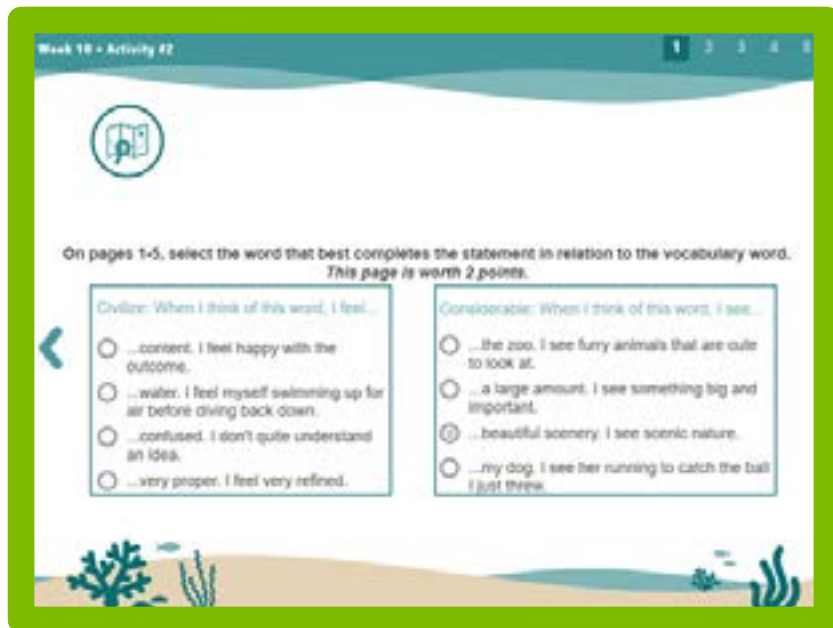 Week 18 • Activity #2
1 2 3 4 5
On pages 1-5, select the word that best completes the statement in relation to the vocabulary word.
This page is worth 2 points.
Civilize: When I think of this word, I feel...
...content. I feel happy with the
outcome.
...water. I feel myself swimming up for
air before diving back down.
...confused. I don't quite understand
an idea.
...very proper. I feel very refined.
Considerable: When I think of this word, I see...
...the zoo. I see furry animals that are cute
to look at.
...a large amount. I see something big and
important.
...beautiful scenery. I see scenic nature.
...my dog. I see her running to catch the ball
I just threw.